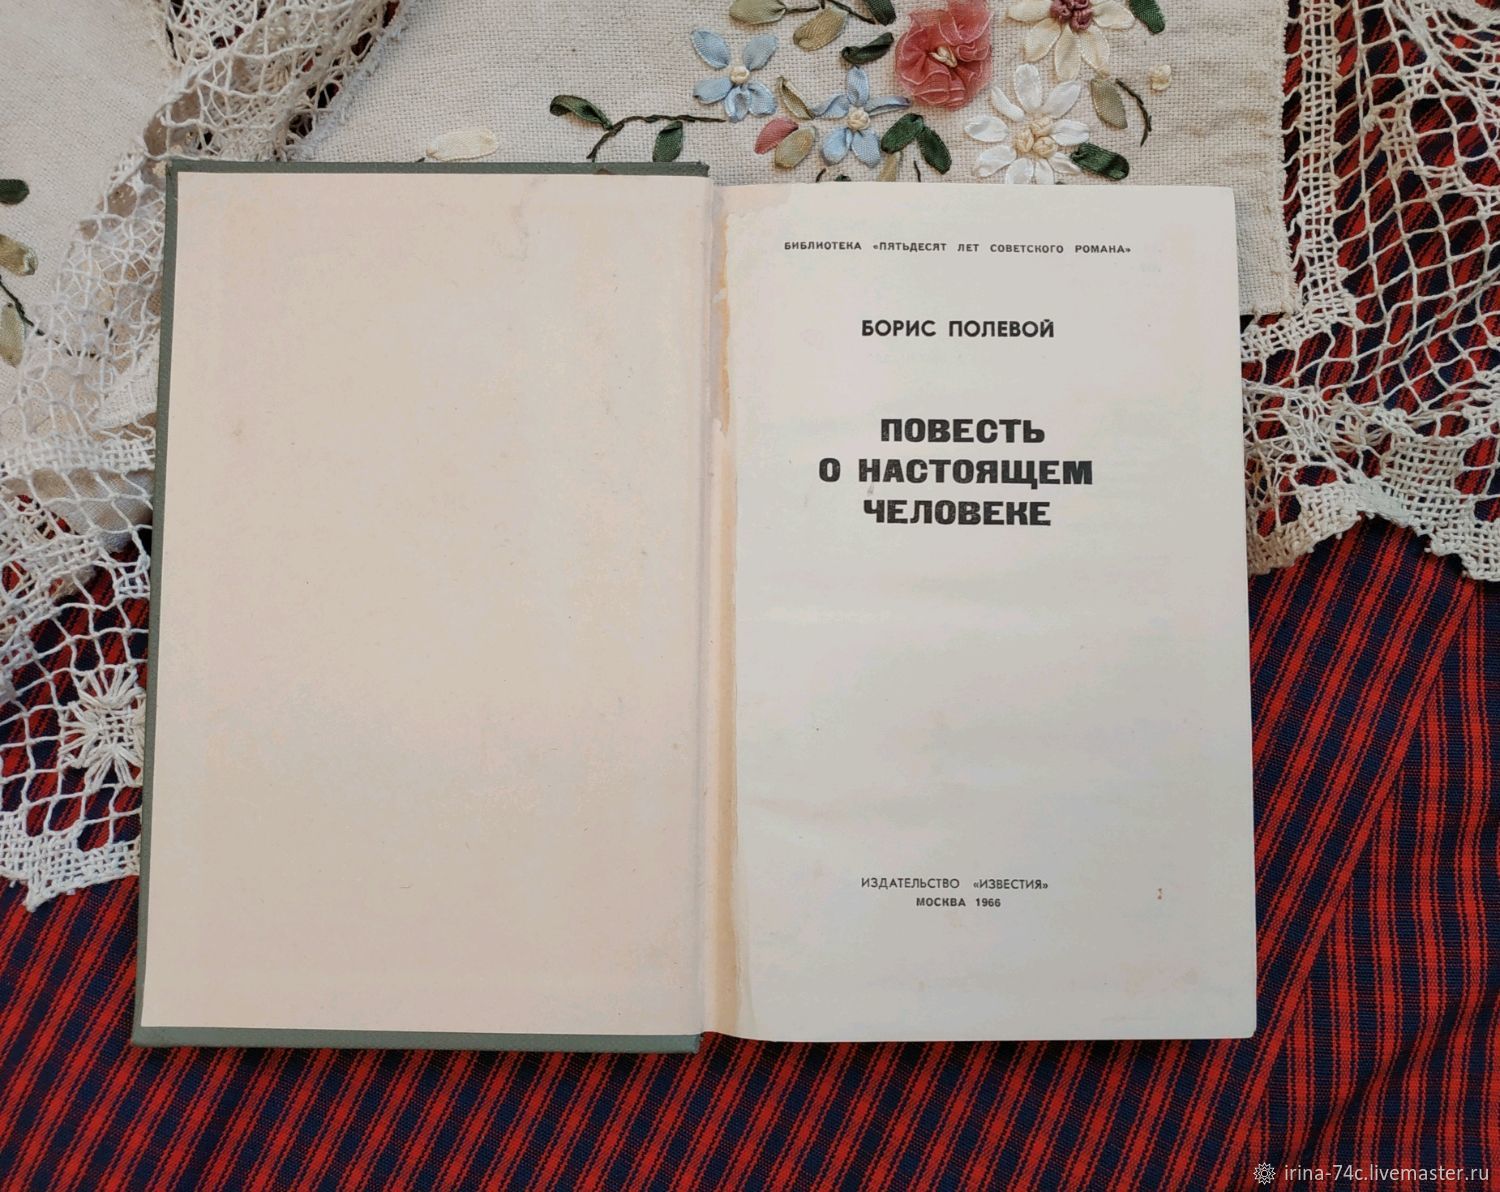 БИБЛИОТЕКА «ПЯТЬДЕСЯТ ЛЕТ СОВЕТСКОГО РОМАНА»
БОРИС ПОЛЕВОЙ
ПОВЕСТЬ
О НАСТОЯЩЕМ
ЧЕЛОВЕКЕ
ИЗДАТЕЛЬСТВО «ИЗВЕСТИЯ»
МОСКВА 1966
irina-74c.livemaster.ru